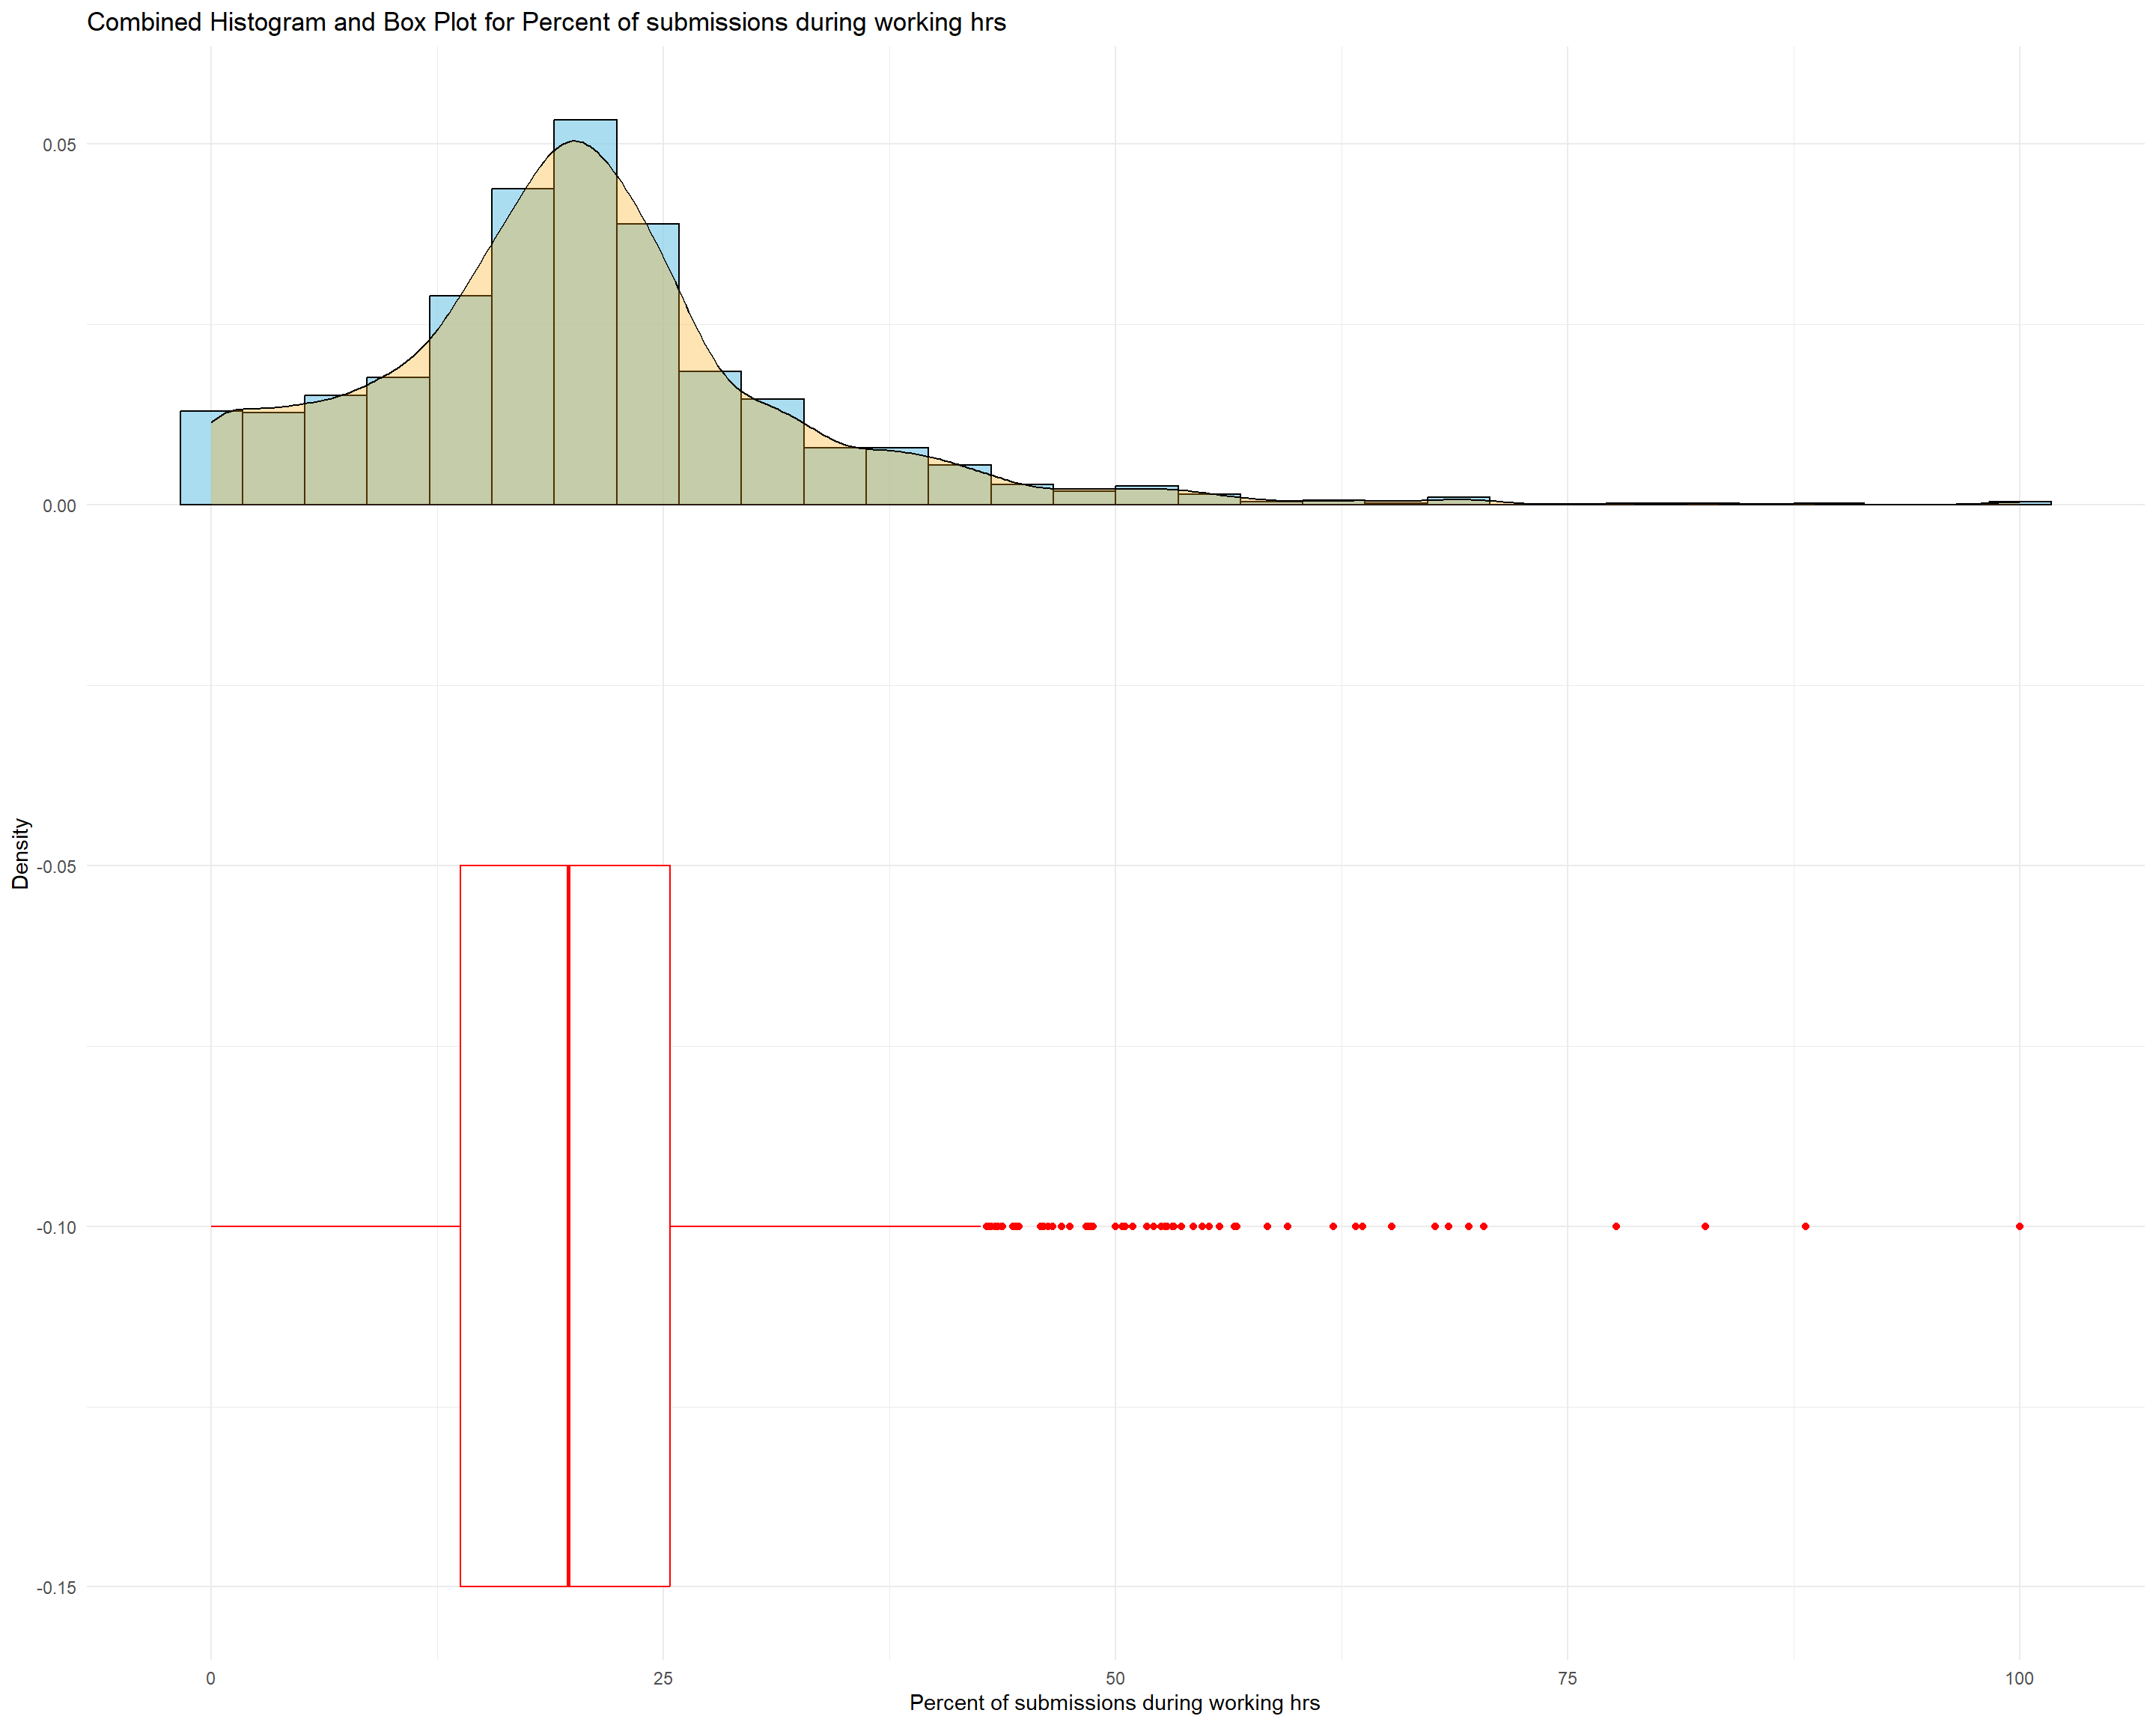 Combined Histogram and Box Plot for Percent of submissions during working hrs
0.05
0.00
-0.05
-0.10
-0.15
Density
0 25 50 75 100
Percent of submissions during working hrs